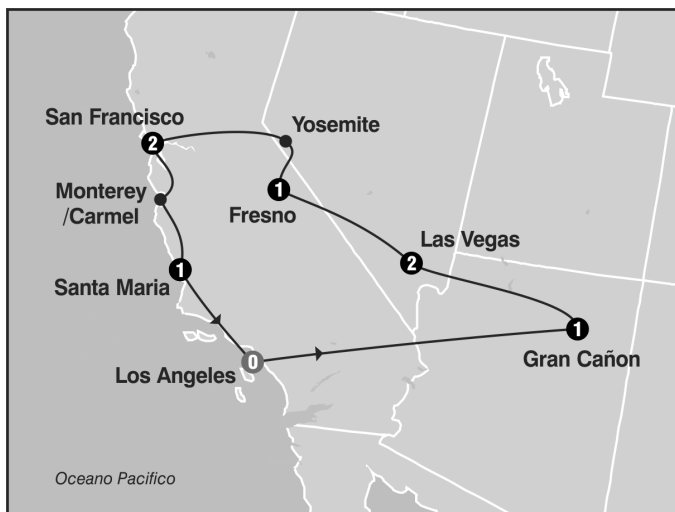 San Francisco
2
Yosemite
Monterey
/Carmel
1
Fresno
Las Vegas
2
1
Santa Maria
1
Gran Cañon
0
Los Angeles
Oceano Pacifico